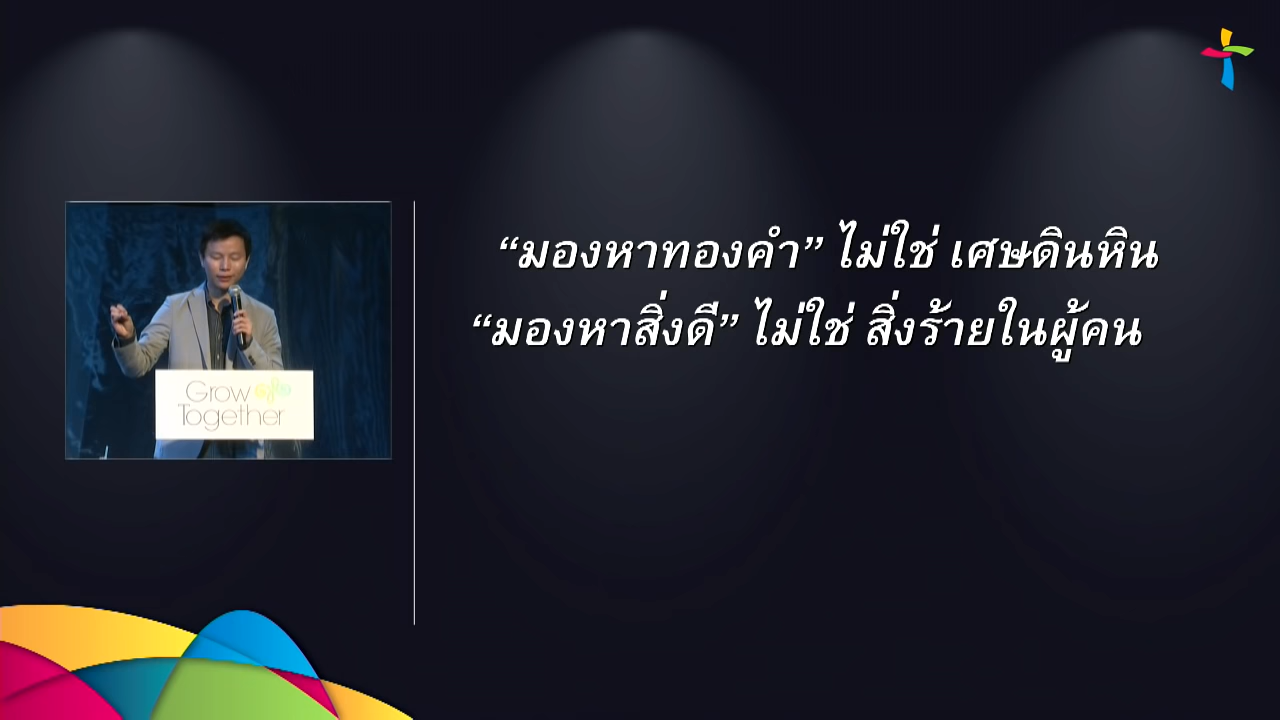 “มองหาทองคำ” ไม่ใช่ เศษดินหิน
“มองหาสิ่งดี” ไม่ใช่ สิ่งร้ายในผู้คน
Grow
Together